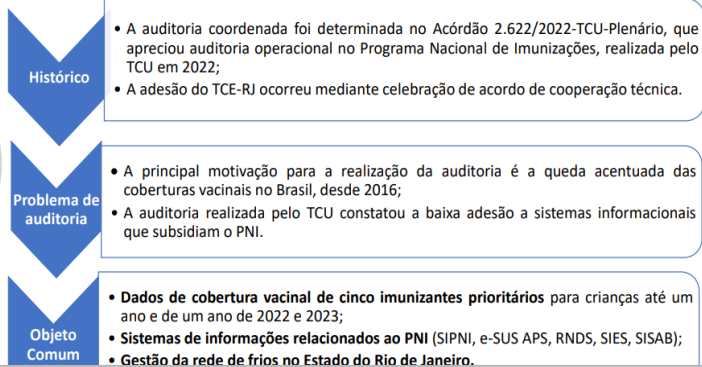 • A auditoria coordenada foi determinada no Acórdão 2.622/2022-TCU-Plenário, que
apreciou auditoria operacional no Programa Nacional de Imunizações, realizada pelo
TCU em 2022;
Histórico
• A adesão do TCE-RJ ocorreu mediante celebração de acordo de cooperação técnica.
• A principal motivação para a realização da auditoria é a queda acentuada das
coberturas vacinais no Brasil, desde 2016;
Problema de
auditoria
• A auditoria realizada pelo TCU constatou a baixa adesão a sistemas informacionais
que subsidiam o PNI.
• Dados de cobertura vacinal de cinco imunizantes prioritários para crianças até um
ano e de um ano de 2022 e 2023;
Objeto
Comum
• Sistemas de informações relacionados ao PNI (SIPNI, e-SUS APS, RNDS, SIES, SISAB);
• Gestão da rede de frios no Estado do Rio de Janeiro.